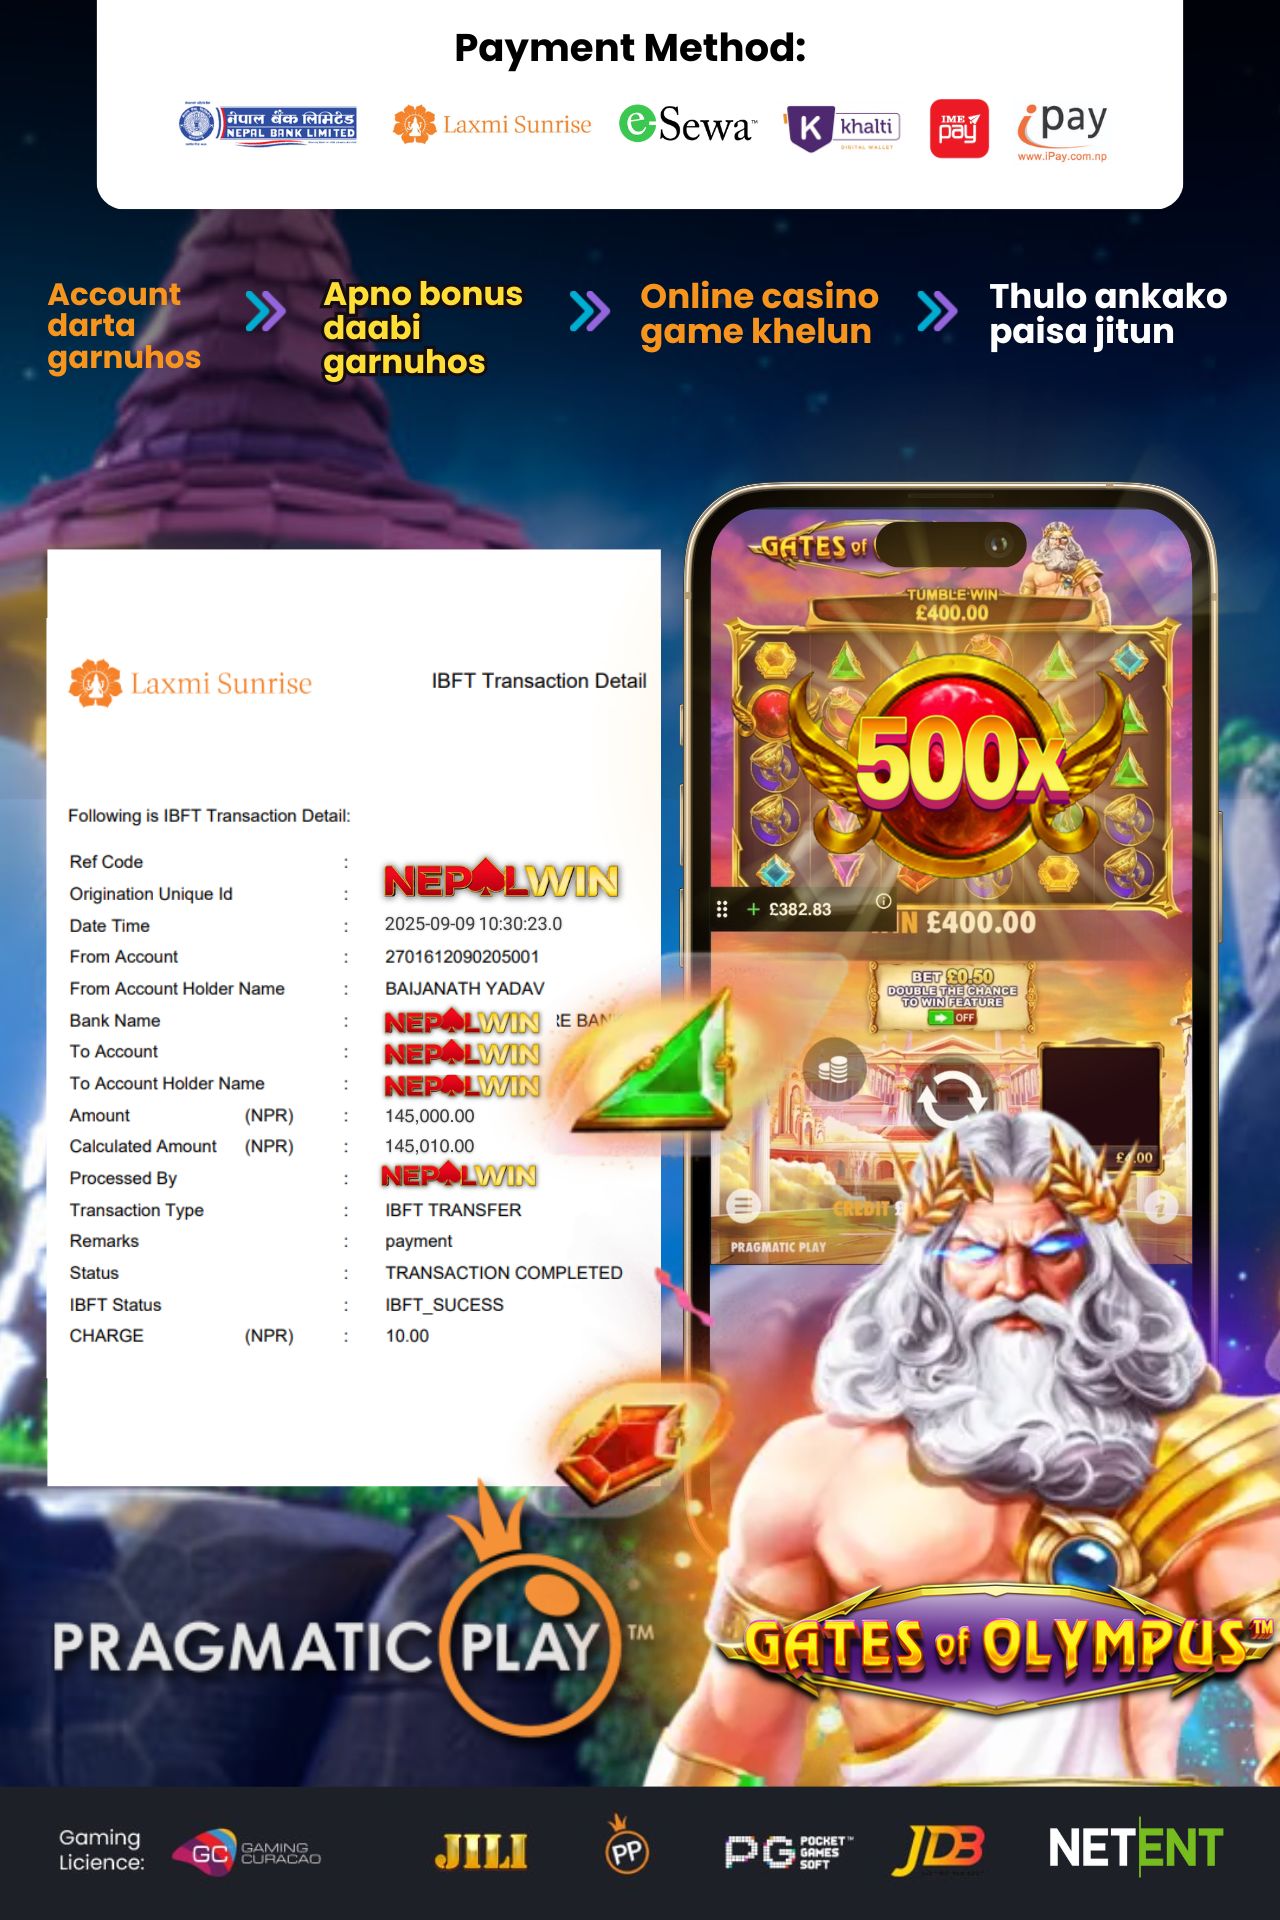 Payment Method:
नेपाल बैंक लिमिटेड
NEPAL BANK LIMITED
Laxmi Sunrise
e-Sewa™
K khalti
DIGITAL WALLET
IME
pay
ipay
www.iPay.com.np
Account
darta
garnuhos
Apno bonus
daabi
garnuhos
Online casino
game khelun
Thulo ankako
paisa jitun
Laxmi Sunrise
IBFT Transaction Detail
Following is IBFT Transaction Detail:
Ref Code :
NEPALWIN
Origination Unique Id :
Date Time : 2025-09-09 10:30:23.0
From Account : 2701612090205001
From Account Holder Name : BAIJANATH YADAV
Bank Name : NEPALWIN RE BAN
To Account : NEPALWIN
To Account Holder Name : NEPALWIN
Amount (NPR) : 145,000.00
Calculated Amount (NPR) : 145,010.00
Processed By : NEPALWIN
Transaction Type : IBFT TRANSFER
Remarks : payment
Status : TRANSACTION COMPLETED
IBFT Status : IBFT_SUCESS
CHARGE (NPR) : 10.00
GATES of
TUMBLE WIN
£400.00
500x
+ £382.83
IN £400.00
BET £0.50
DOUBLE THE CHANCE
TO WIN FEATURE
OFF
£4.00
CREDIT £
PRAGMATIC PLAY
PRAGMATIC PLAY™
GATES of OLYMPUS™
Gaming
Licience:
GC GAMING
CURACAO
JILI
PP
PG POCKET™
GAMES
SOFT
JDB
NETENT